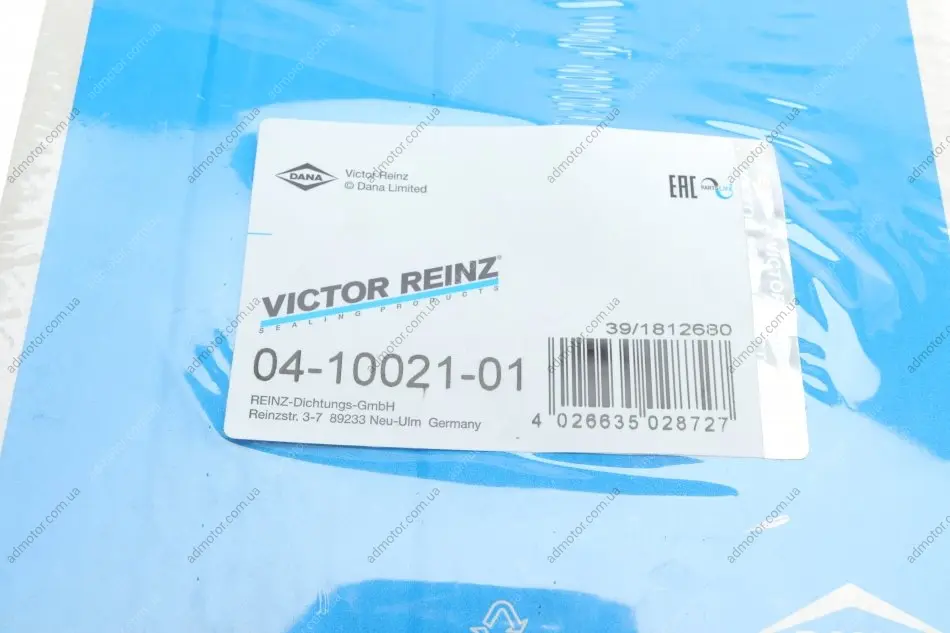 DANA
Victor Reinz
© Dana Limited
EAC
VICTOR REINZ®
SEALING PRODUCTS
39/1812680
04-10021-01
REINZ-Dichtungs-GmbH
Reinzstr. 3-7 89233 Neu-Ulm Germany
4 026635 028727
admotor.com.ua